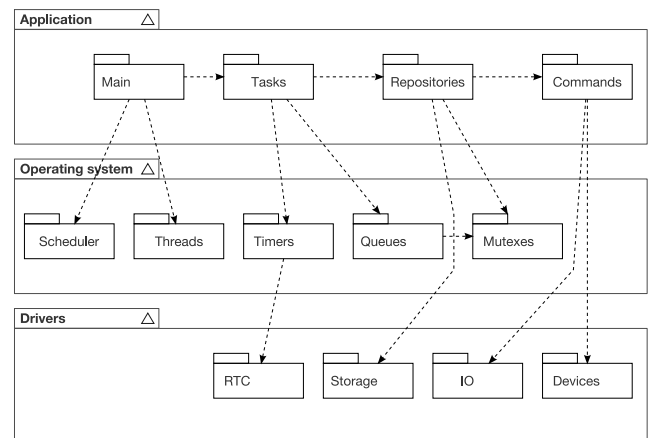 Application
Main
Tasks
Repositories
Commands
Operating system
Scheduler
Threads
Timers
Queues
Mutexes
Drivers
RTC
Storage
IO
Devices